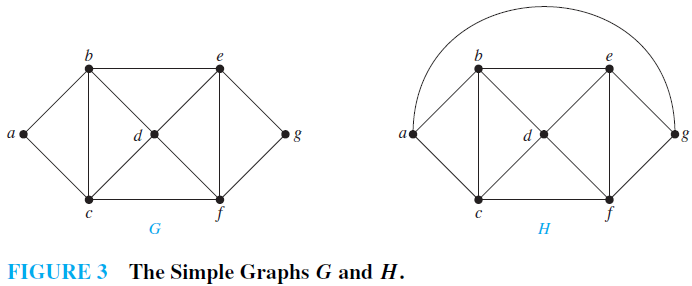 b e b e
a d g a d g
c f c f
G H
FIGURE 3 The Simple Graphs G and H.